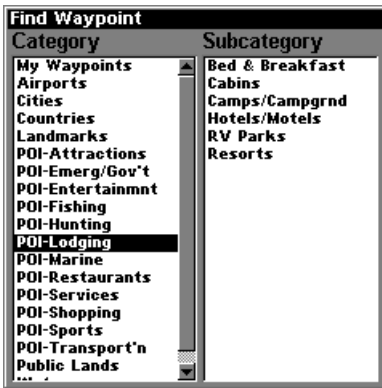 Find Waypoint
Category
My Waypoints
Airports
Cities
Countries
Landmarks
POI-Attractions
POI-Emerg/Gov't
POI-Entertainmnt
POI-Fishing
POI-Hunting
POI-Lodging
POI-Marine
POI-Restaurants
POI-Services
POI-Shopping
POI-Sports
POI-Transport'n
Public Lands
Subcategory
Bed & Breakfast
Cabins
Camps/Campgrnd
Hotels/Motels
RV Parks
Resorts